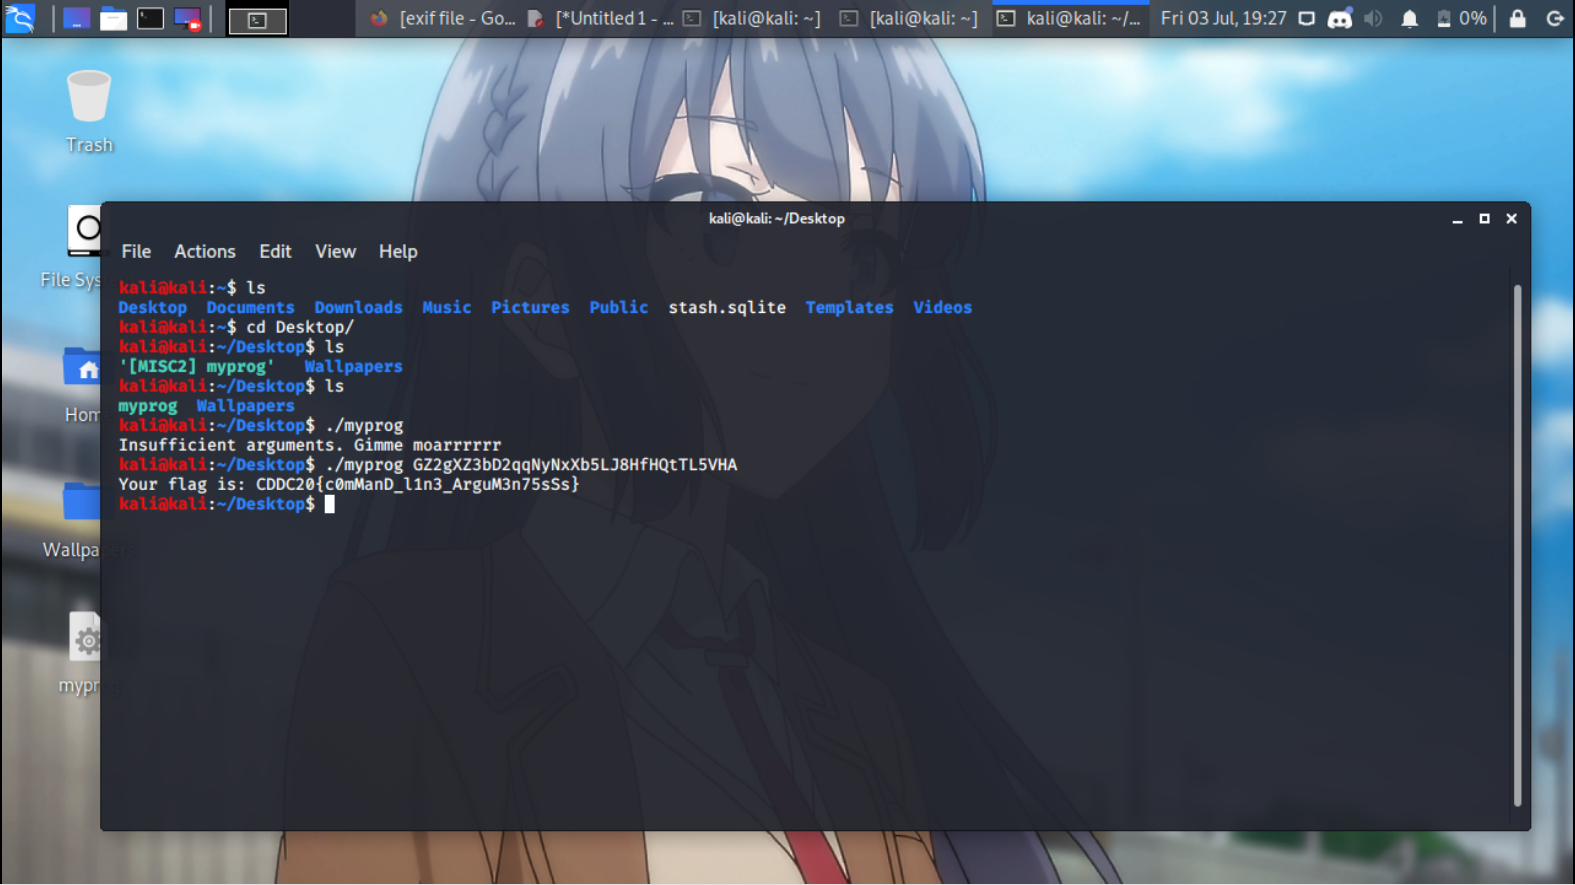 [exif file - Go... [*Untitled 1 - ... [kali@kali: ~] [kali@kali: ~] kali@kali: ~/... Fri 03 Jul, 19:27 0%
Trash
kali@kali: ~/Desktop
File Actions Edit View Help
File Sys
kali@kali:~$ ls
Desktop Documents Downloads Music Pictures Public stash.sqlite Templates Videos
kali@kali:~$ cd Desktop/
kali@kali:~/Desktop$ ls
'[MISC2] myprog' Wallpapers
kali@kali:~/Desktop$ ls
myprog Wallpapers
kali@kali:~/Desktop$ ./myprog
Insufficient arguments. Gimme moarrrrrr
kali@kali:~/Desktop$ ./myprog GZ2gXZ3bD2qqNyNxXb5LJ8HfHQtTL5VHA
Your flag is: CDDC20{c0mManD_l1n3_ArguM3n75sSs}
kali@kali:~/Desktop$
Hom
Wallpapers
myprog